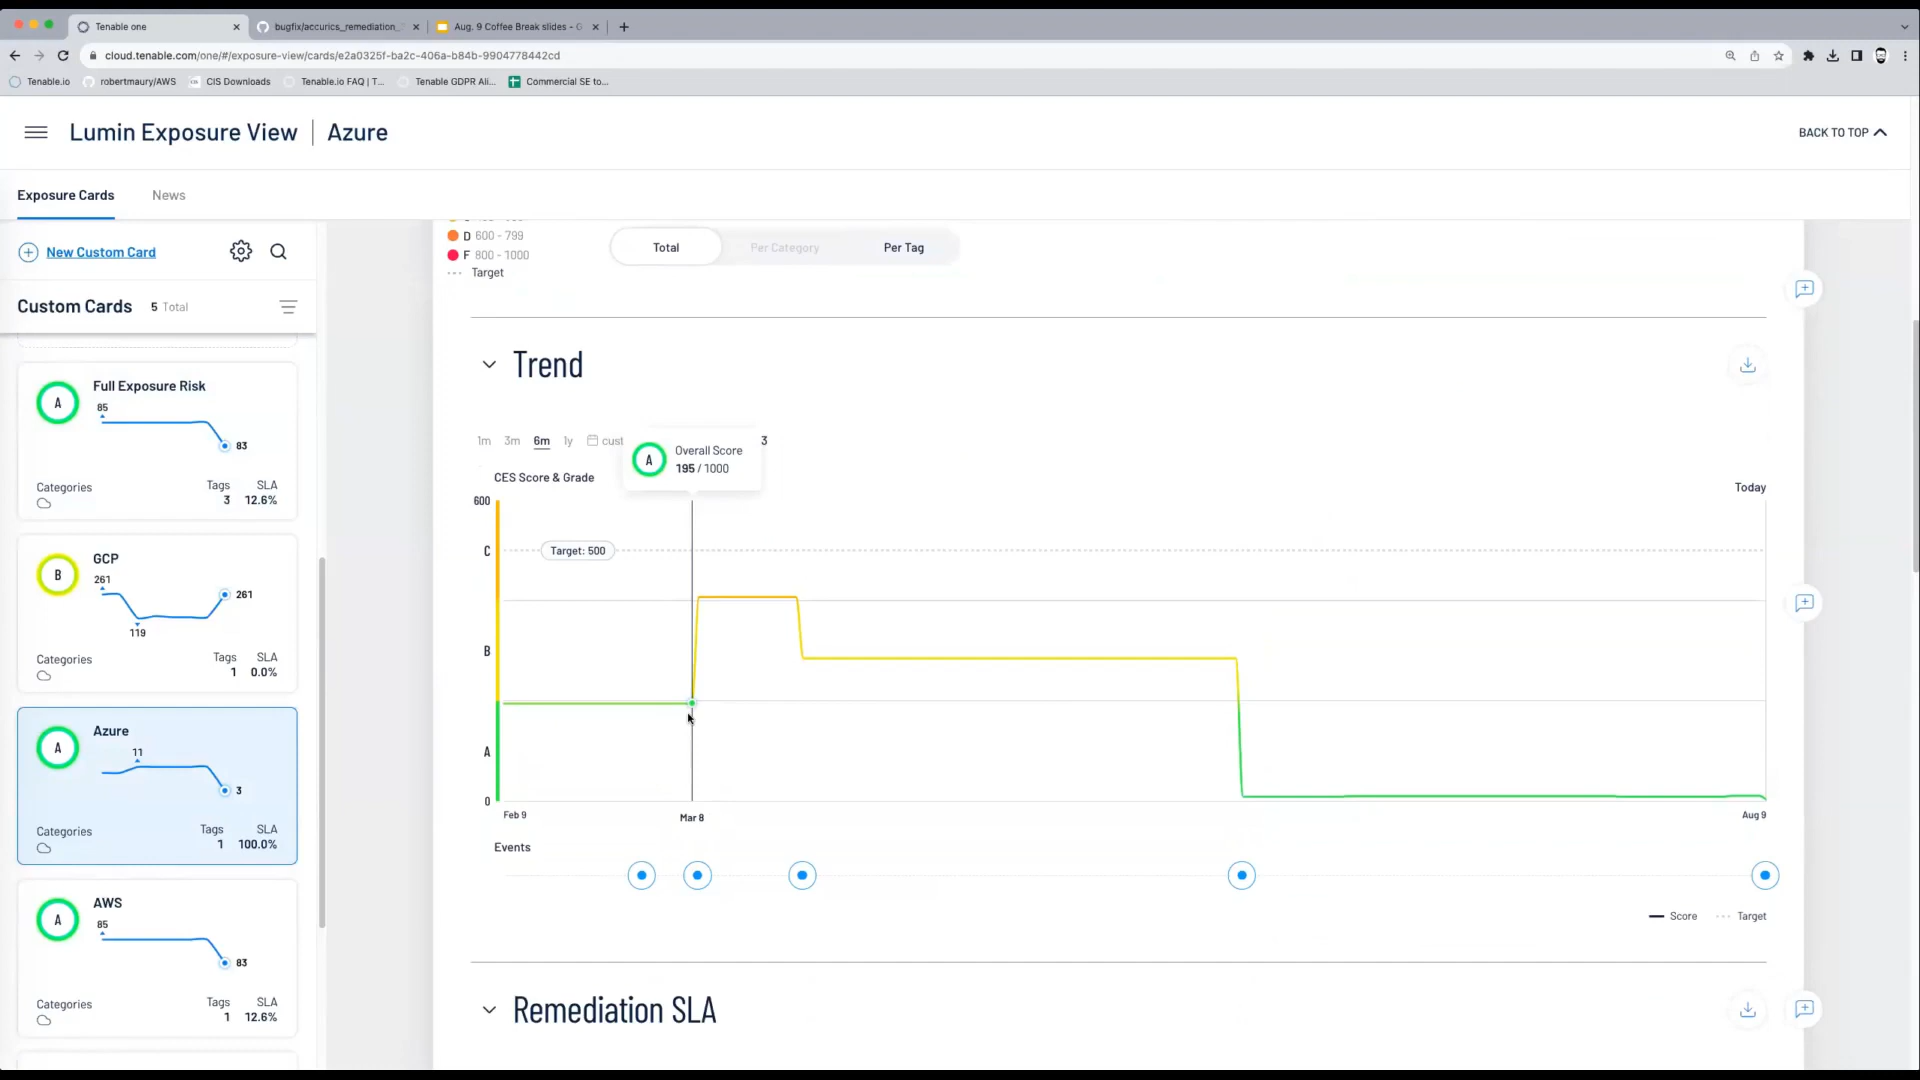 Tenable one
bugfix/accurics_remediation_
Aug. 9 Coffee Break slides - G
cloud.tenable.com/one/#/exposure-view/cards/e2a0325f-ba2c-406a-b84b-9904778442cd
Tenable.io
robertmaury/AWS
CIS Downloads
Tenable.io FAQ | T...
Tenable GDPR Ali...
Commercial SE to...
Lumin Exposure View | Azure
BACK TO TOP
Exposure Cards
News
New Custom Card
Custom Cards 5 Total
Full Exposure Risk
A
85
83
Categories
Tags
3
SLA
12.6%
GCP
B
261
261
119
Categories
Tags
1
SLA
0.0%
Azure
A
11
3
Categories
Tags
1
SLA
100.0%
AWS
A
85
83
Categories
Tags
1
SLA
12.6%
D 600 - 799
F 800 - 1000
Target
Total
Per Category
Per Tag
Trend
1m 3m 6m 1y cust
3
A
Overall Score
195 / 1000
CES Score & Grade
Today
600
C
Target: 500
B
A
0
Feb 9
Mar 8
Aug 9
Events
Score
Target
Remediation SLA